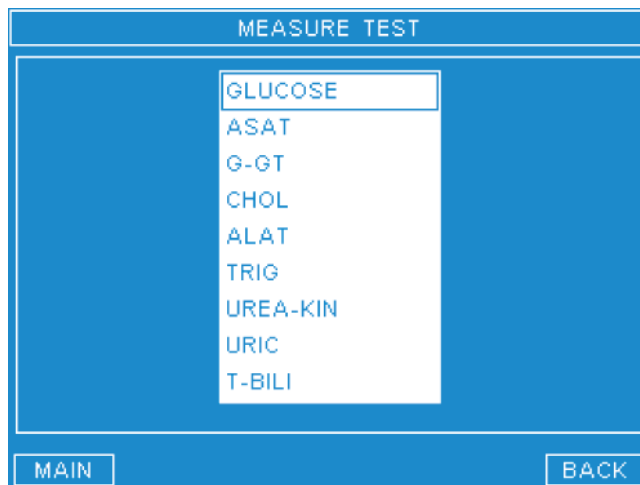 MEASURE TEST
GLUCOSE
ASAT
G-GT
CHOL
ALAT
TRIG
UREA-KIN
URIC
T-BILI
MAIN BACK